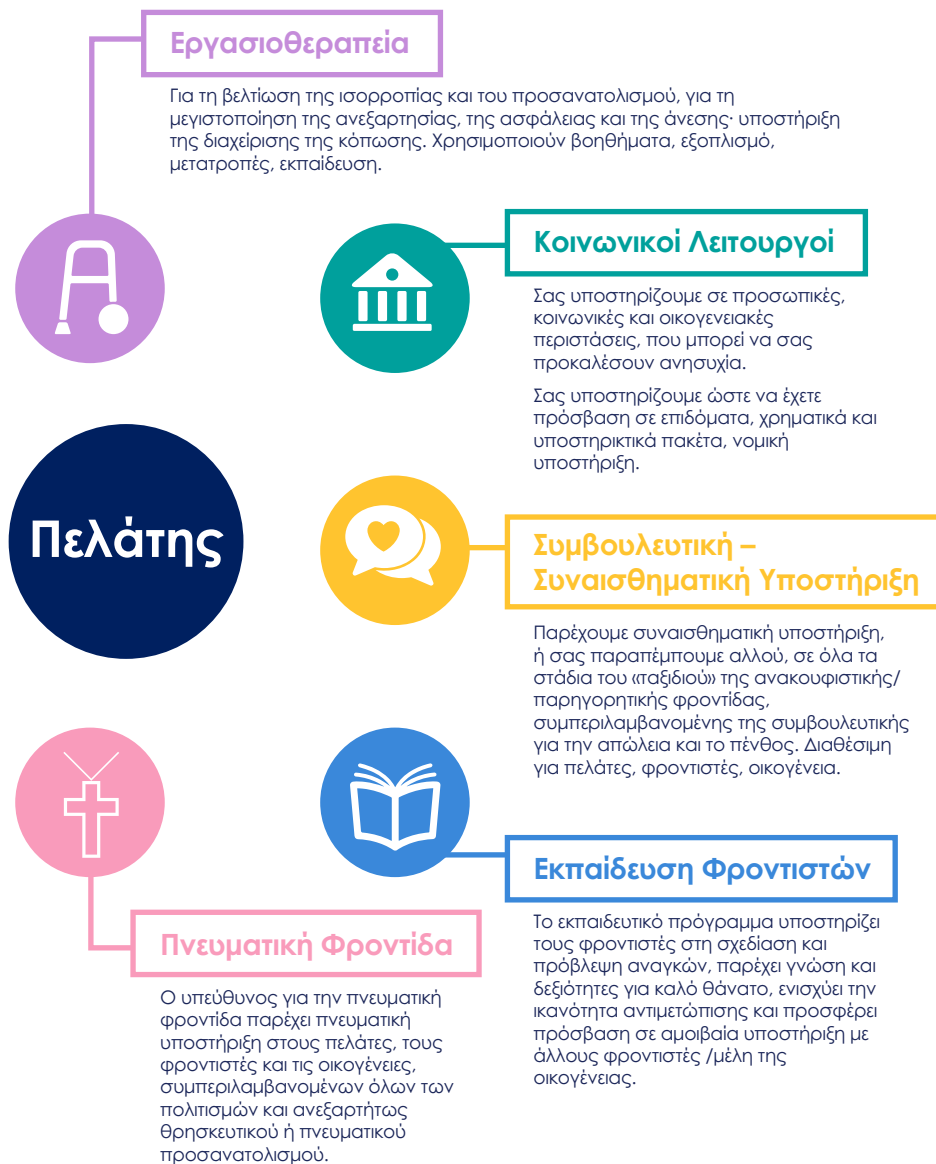 Εργασιοθεραπεία
Για τη βελτίωση της ισορροπίας και του προσανατολισμού, για τη
μεγιστοποίηση της ανεξαρτησίας, της ασφάλειας και της άνεσης· υποστήριξη
της διαχείρισης της κόπωσης. Χρησιμοποιούν βοηθήματα, εξοπλισμό,
μετατροπές, εκπαίδευση.
Κοινωνικοί Λειτουργοί
Σας υποστηρίζουμε σε προσωπικές,
κοινωνικές και οικογενειακές
περιστάσεις, που μπορεί να σας
προκαλέσουν ανησυχία.
Σας υποστηρίζουμε ώστε να έχετε
πρόσβαση σε επιδόματα, χρηματικά και
υποστηρικτικά πακέτα, νομική
υποστήριξη.
Πελάτης
Συμβουλευτική –
Συναισθηματική Υποστήριξη
Παρέχουμε συναισθηματική υποστήριξη,
ή σας παραπέμπουμε αλλού, σε όλα τα
στάδια του «ταξιδιού» της ανακουφιστικής/
παρηγορητικής φροντίδας,
συμπεριλαμβανομένης της συμβουλευτικής
για την απώλεια και το πένθος. Διαθέσιμη
για πελάτες, φροντιστές, οικογένεια.
Εκπαίδευση Φροντιστών
Το εκπαιδευτικό πρόγραμμα υποστηρίζει
τους φροντιστές στη σχεδίαση και
πρόβλεψη αναγκών, παρέχει γνώση και
δεξιότητες για καλό θάνατο, ενισχύει την
ικανότητα αντιμετώπισης και προσφέρει
πρόσβαση σε αμοιβαία υποστήριξη με
άλλους φροντιστές /μέλη της
οικογένειας.
Πνευματική Φροντίδα
Ο υπεύθυνος για την πνευματική
φροντίδα παρέχει πνευματική
υποστήριξη στους πελάτες, τους
φροντιστές και τις οικογένειες,
συμπεριλαμβανομένων όλων των
πολιτισμών και ανεξαρτήτως
θρησκευτικού ή πνευματικού
προσανατολισμού.